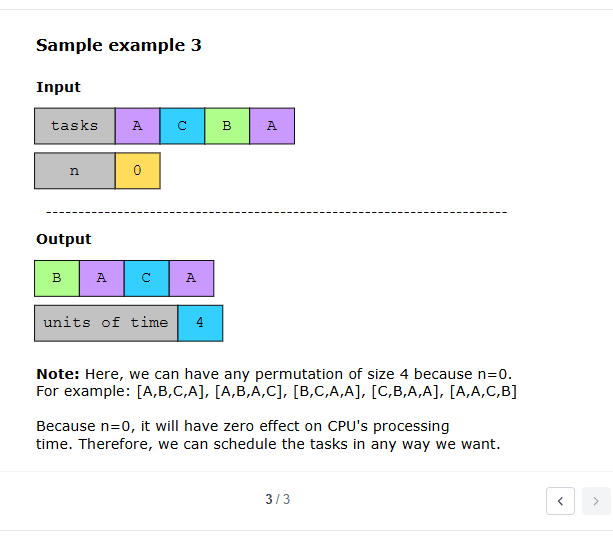 Sample example 3
Input
tasks A C B A
n 0
--------------------------------------------------------------------
Output
B A C A
units of time 4
Note: Here, we can have any permutation of size 4 because n=0.
For example: [A,B,C,A], [A,B,A,C], [B,C,A,A], [C,B,A,A], [A,A,C,B]
Because n=0, it will have zero effect on CPU's processing
time. Therefore, we can schedule the tasks in any way we want.
3 / 3